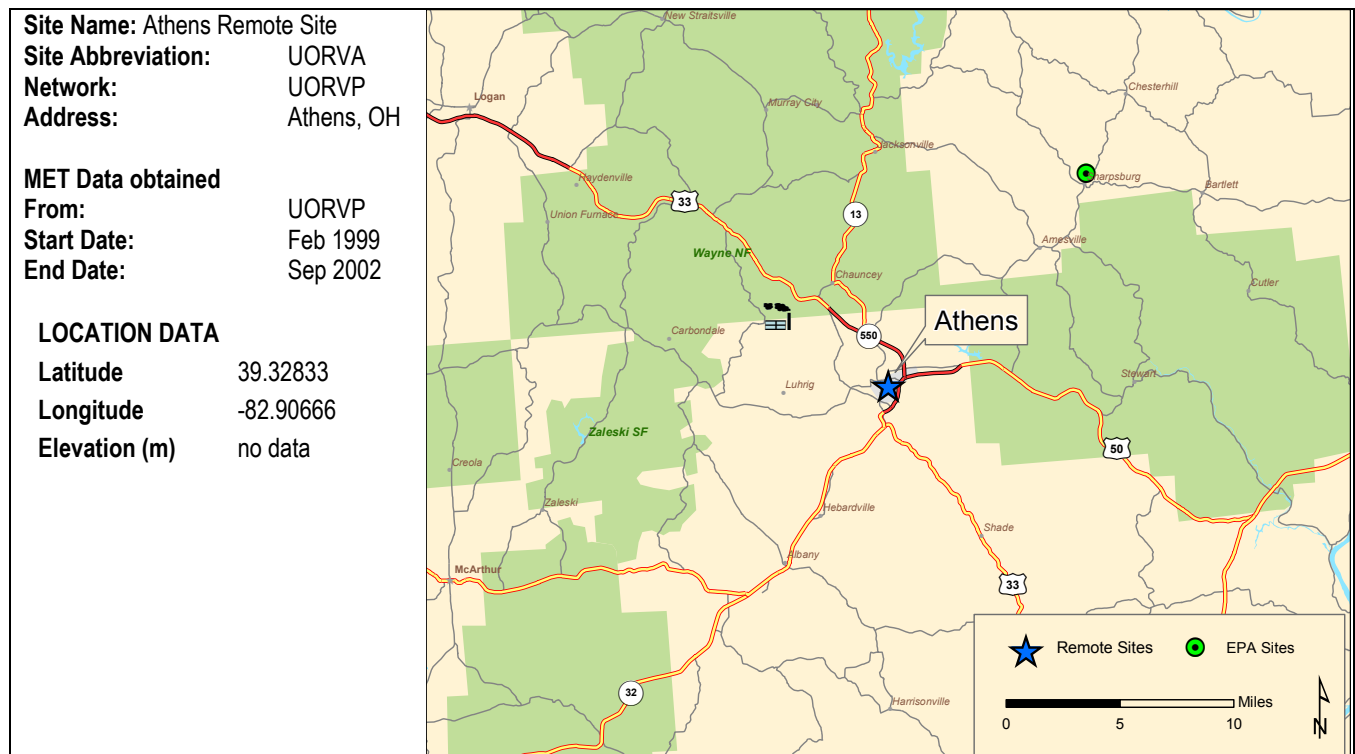 Site Name: Athens Remote Site
Site Abbreviation: UORVA
Network: UORVP
Address: Athens, OH
MET Data obtained
From: UORVP
Start Date: Feb 1999
End Date: Sep 2002
LOCATION DATA
Latitude 39.32833
Longitude -82.90666
Elevation (m) no data
New Straitsville
Logan
Murray City
Chesterhill
Jacksonville
Haydenville
Sharpsburg
Bartlett
33
Union Furnace
13
Amesville
Wayne NF
Chauncey
Cutler
Athens
Carbondale
550
Luhrig
Stewart
Zaleski SF
50
Creola
Zaleski
Hebardville
Shade
Albany
McArthur
33
32
Harrisonville
Remote Sites
EPA Sites
Miles
0 5 10
N